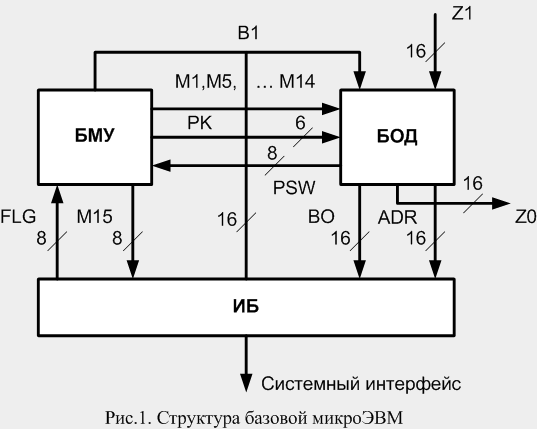 B1
Z1
16
M1,M5, … M14
PK
6
БМУ
БОД
8
PSW
16
FLG
M15
BO
ADR
Z0
8
8
16
16
16
ИБ
Системный интерфейс
Рис.1. Структура базовой микроЭВМ